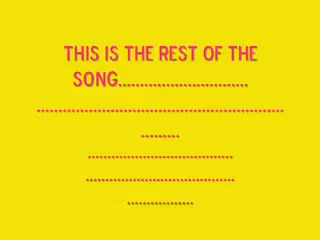 THIS IS THE REST OF THE
SONG..............................
.........................................................
.........
.....................................
.......................................
.................